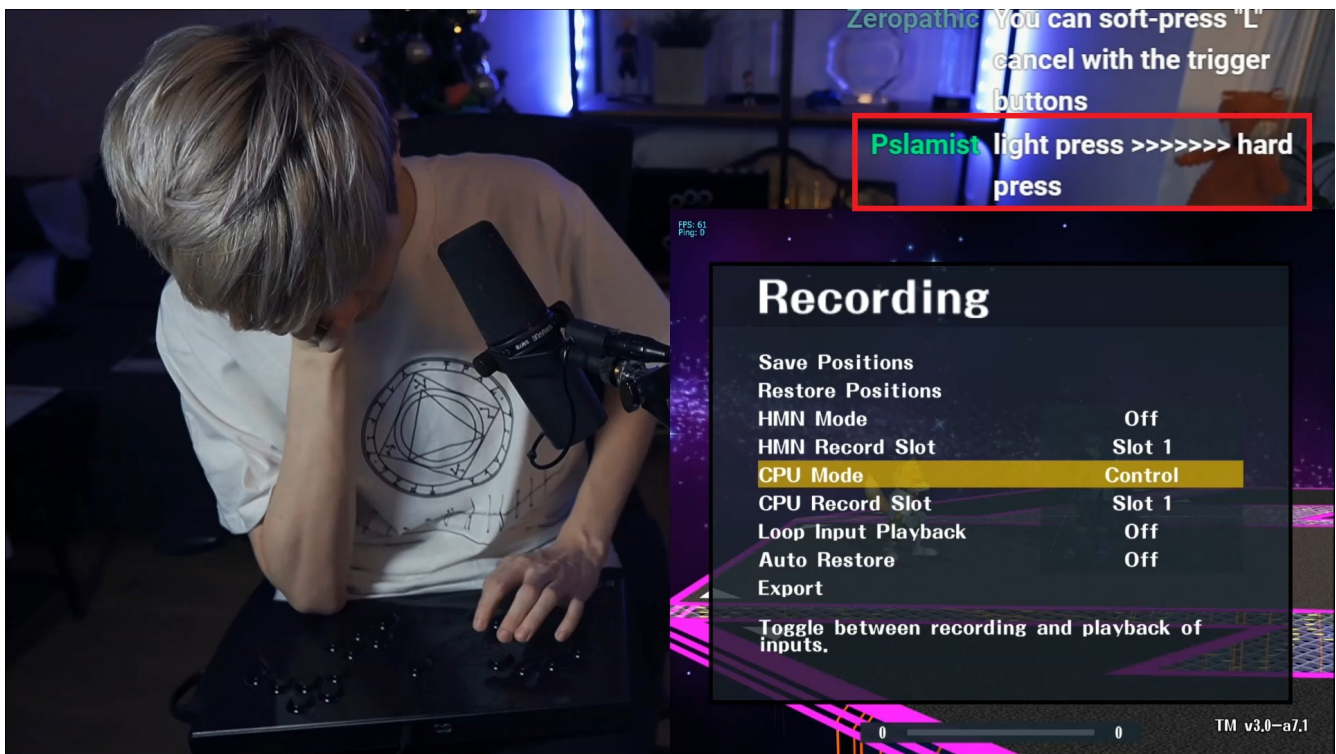 Zeropathic You can soft-press "L"
cancel with the trigger
buttons
Pslamist light press >>>>>>> hard
press
FPS: 61
Ping: 0
Recording
Save Positions
Restore Positions
HMN Mode Off
HMN Record Slot Slot 1
CPU Mode Control
CPU Record Slot Slot 1
Loop Input Playback Off
Auto Restore Off
Export
Toggle between recording and playback of
inputs.
0 0
TM v3.0-a7.1